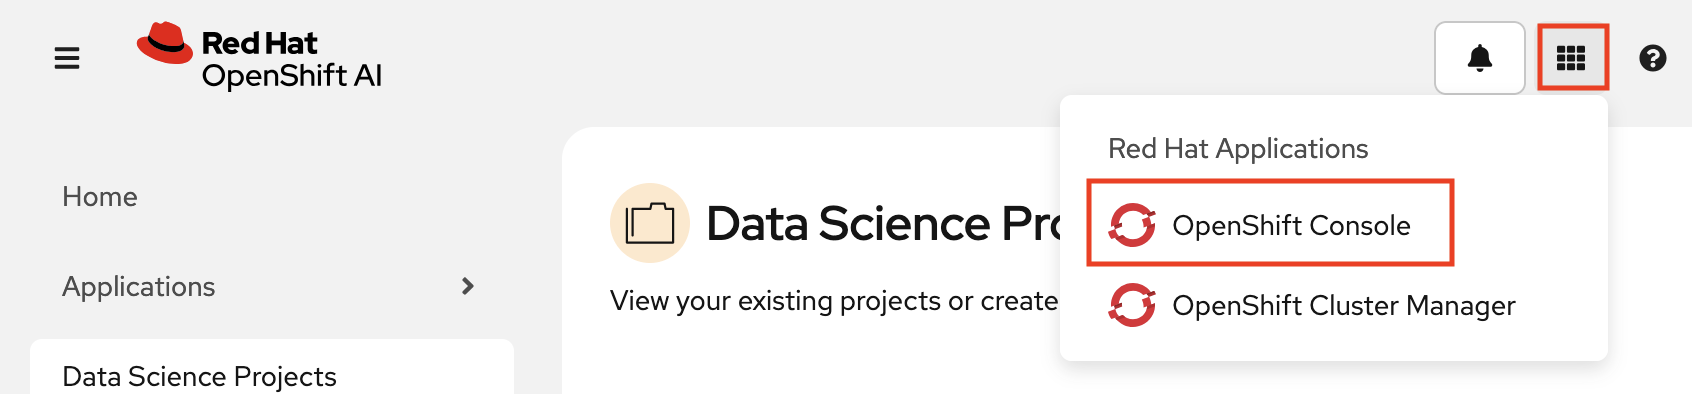 Red Hat
OpenShift AI
Home
Applications
Data Science Projects
Data Science Pro
View your existing projects or create
Red Hat Applications
OpenShift Console
OpenShift Cluster Manager